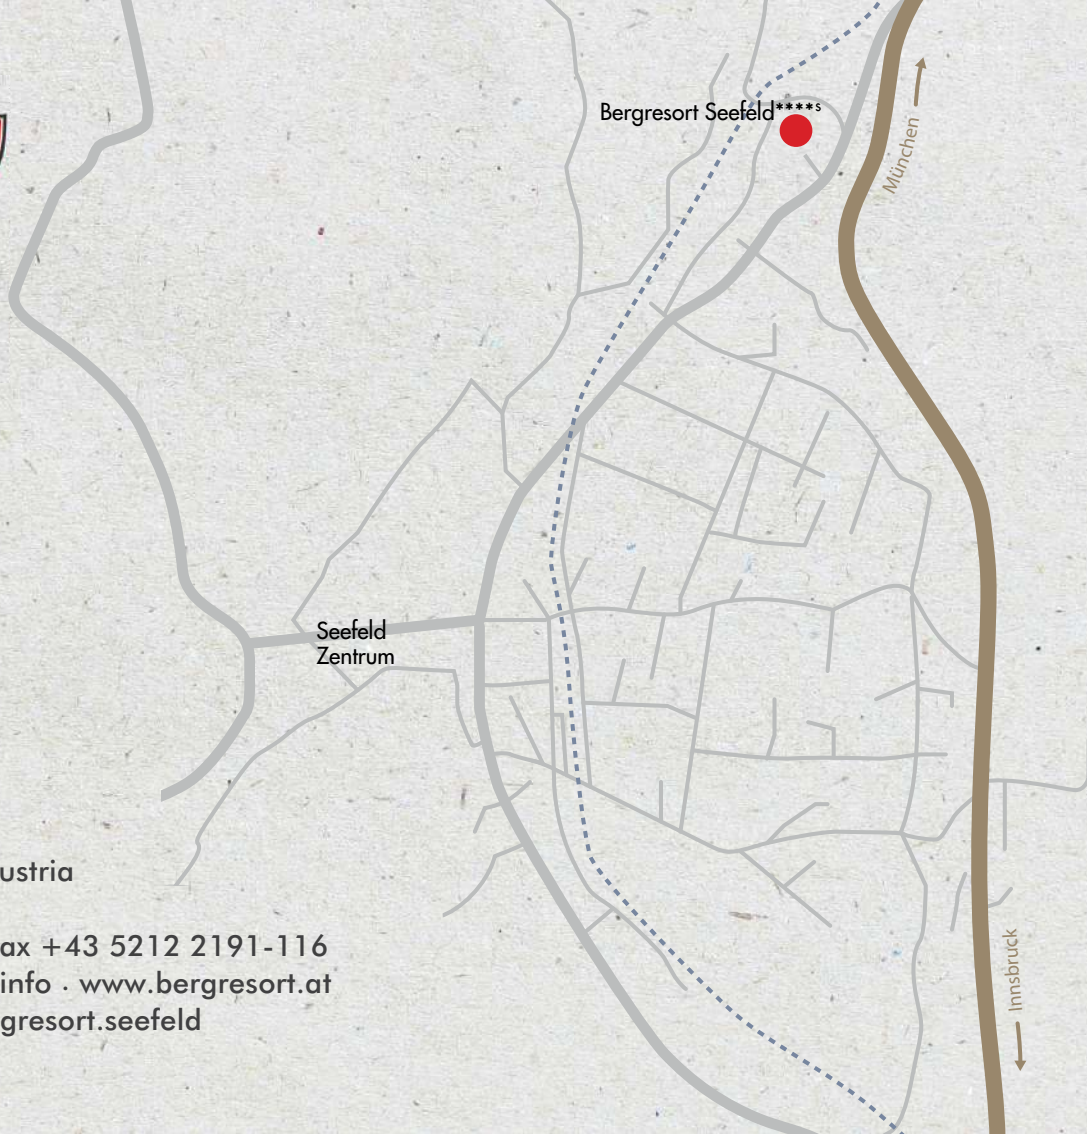 Bergresort Seefeld****s
München
Seefeld
Zentrum
ustria
ax +43 5212 2191-116
info · www.bergresort.at
gresort.seefeld
Innsbruck